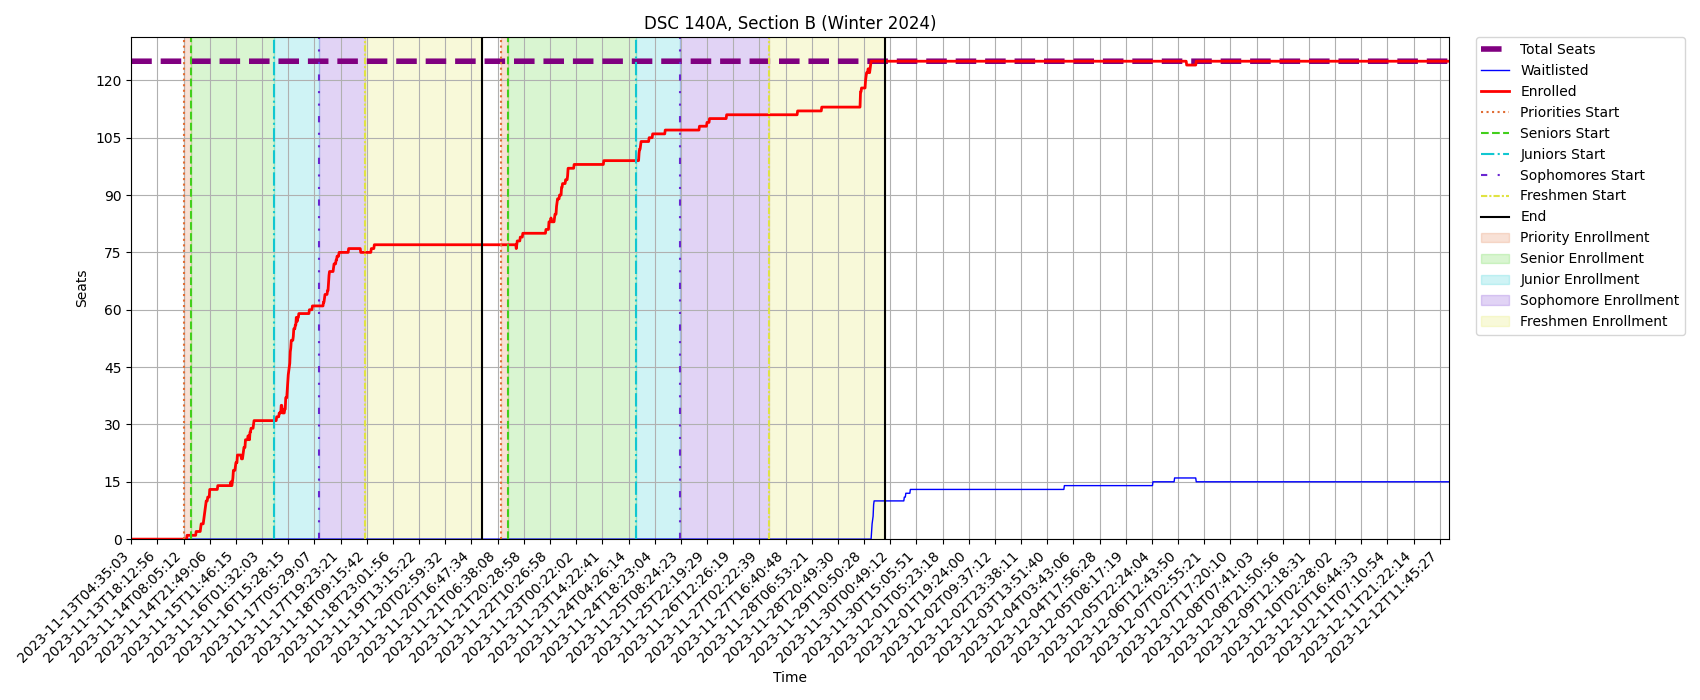 DSC 140A, Section B (Winter 2024)
Seats
120
105
90
75
60
45
30
15
0
2023-11-13T04:35:03
2023-11-13T18:12:56
2023-11-14T08:05:12
2023-11-14T21:49:06
2023-11-15T11:46:15
2023-11-16T01:32:03
2023-11-16T15:28:15
2023-11-17T05:29:07
2023-11-17T19:23:21
2023-11-18T09:15:42
2023-11-18T23:01:56
2023-11-19T13:15:22
2023-11-20T02:59:32
2023-11-20T16:47:34
2023-11-21T06:38:08
2023-11-21T20:28:58
2023-11-22T10:26:58
2023-11-23T00:22:02
2023-11-23T14:22:41
2023-11-24T04:26:14
2023-11-24T18:23:04
2023-11-25T08:24:23
2023-11-25T22:19:29
2023-11-26T12:26:19
2023-11-27T02:22:39
2023-11-27T16:40:48
2023-11-28T06:53:21
2023-11-28T20:49:30
2023-11-29T10:50:28
2023-11-30T00:49:12
2023-11-30T15:05:51
2023-12-01T05:23:18
2023-12-01T19:24:00
2023-12-02T09:37:12
2023-12-02T23:38:11
2023-12-03T13:51:40
2023-12-04T03:43:06
2023-12-04T17:56:28
2023-12-05T08:17:19
2023-12-05T22:24:04
2023-12-06T12:43:50
2023-12-07T02:55:21
2023-12-07T17:20:10
2023-12-08T07:41:03
2023-12-08T21:50:56
2023-12-09T12:18:31
2023-12-10T02:28:02
2023-12-10T16:44:33
2023-12-11T07:10:54
2023-12-11T21:22:14
2023-12-12T11:45:27
Time
Total Seats
Waitlisted
Enrolled
Priorities Start
Seniors Start
Juniors Start
Sophomores Start
Freshmen Start
End
Priority Enrollment
Senior Enrollment
Junior Enrollment
Sophomore Enrollment
Freshmen Enrollment